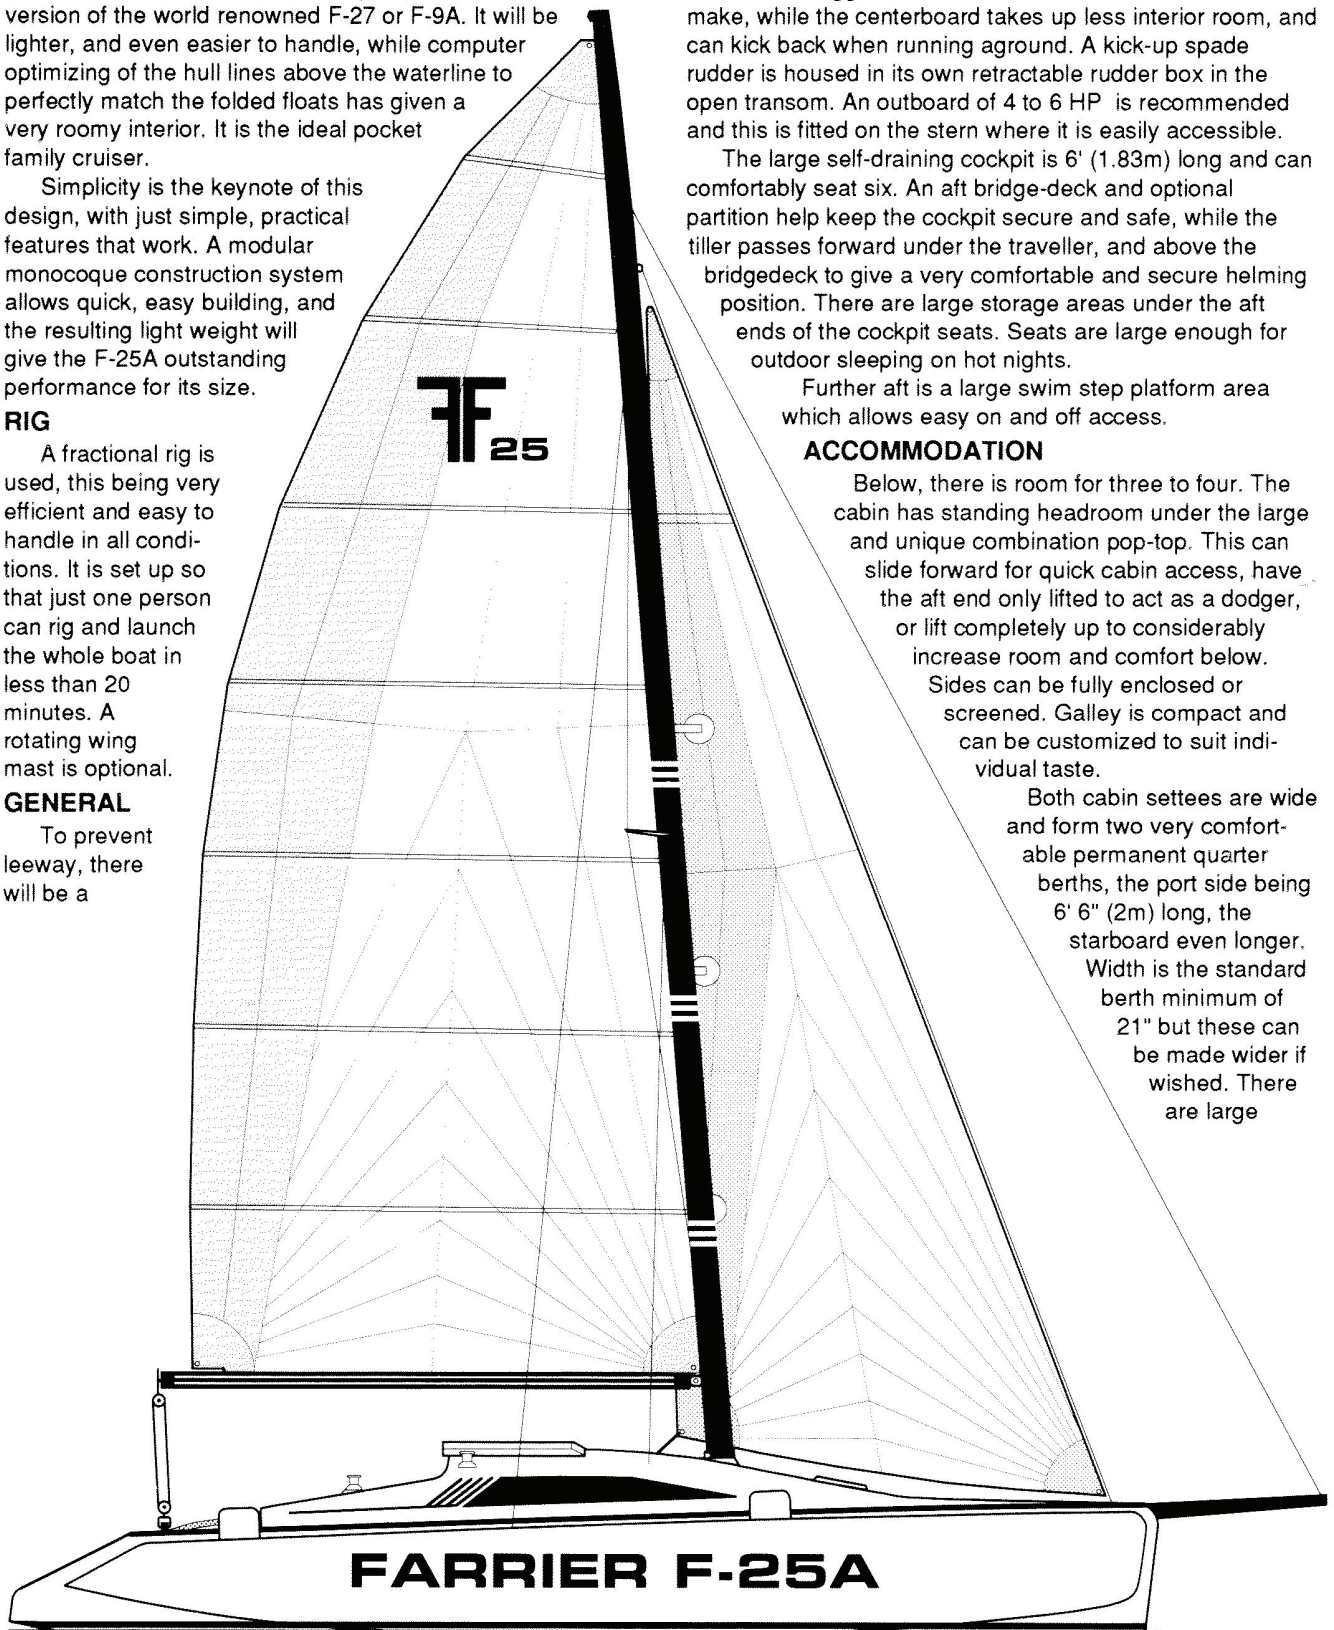 version of the world renowned F-27 or F-9A. It will be
lighter, and even easier to handle, while computer
optimizing of the hull lines above the waterline to
perfectly match the folded floats has given a
very roomy interior. It is the ideal pocket
family cruiser.
Simplicity is the keynote of this
design, with just simple, practical
features that work. A modular
monocoque construction system
allows quick, easy building, and
the resulting light weight will
give the F-25A outstanding
performance for its size.
RIG
A fractional rig is
used, this being very
efficient and easy to
handle in all condi-
tions. It is set up so
that just one person
can rig and launch
the whole boat in
less than 20
minutes. A
rotating wing
mast is optional.
GENERAL
To prevent
leeway, there
will be a
make, while the centerboard takes up less interior room, and
can kick back when running aground. A kick-up spade
rudder is housed in its own retractable rudder box in the
open transom. An outboard of 4 to 6 HP is recommended
and this is fitted on the stern where it is easily accessible.
The large self-draining cockpit is 6' (1.83m) long and can
comfortably seat six. An aft bridge-deck and optional
partition help keep the cockpit secure and safe, while the
tiller passes forward under the traveller, and above the
bridgedeck to give a very comfortable and secure helming
position. There are large storage areas under the aft
ends of the cockpit seats. Seats are large enough for
outdoor sleeping on hot nights.
Further aft is a large swim step platform area
which allows easy on and off access.
ACCOMMODATION
Below, there is room for three to four. The
cabin has standing headroom under the large
and unique combination pop-top. This can
slide forward for quick cabin access, have
the aft end only lifted to act as a dodger,
or lift completely up to considerably
increase room and comfort below.
Sides can be fully enclosed or
screened. Galley is compact and
can be customized to suit indi-
vidual taste.
Both cabin settees are wide
and form two very comfort-
able permanent quarter
berths, the port side being
6' 6" (2m) long, the
starboard even longer.
Width is the standard
berth minimum of
21" but these can
be made wider if
wished. There
are large
FF 25
FARRIER F-25A